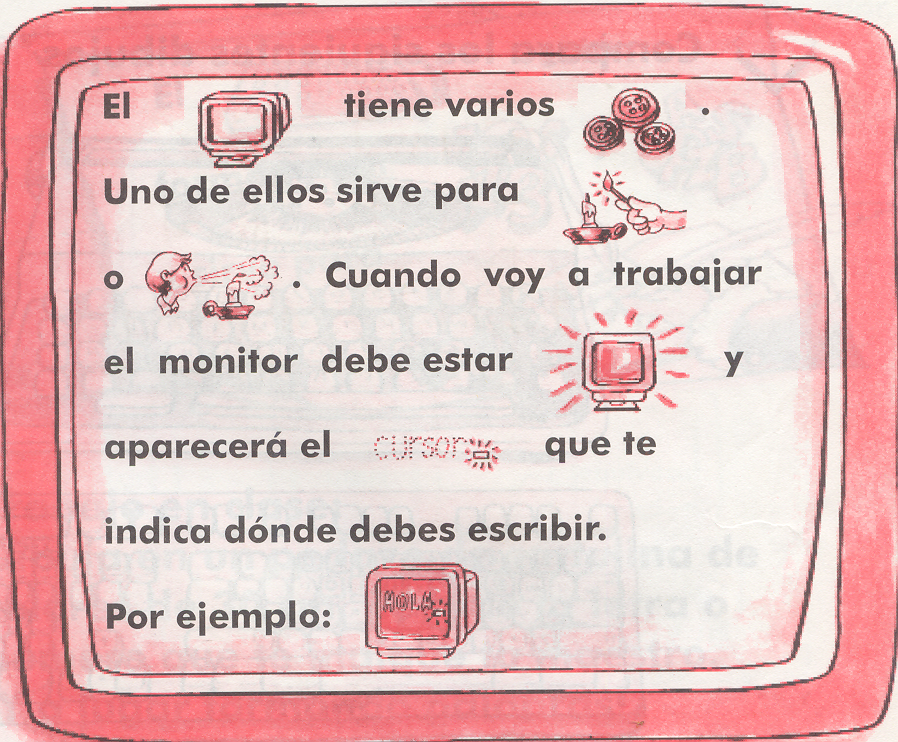 El tiene varios .
Uno de ellos sirve para
o . Cuando voy a trabajar
el monitor debe estar y
aparecerá el cursor que te
indica dónde debes escribir.
Por ejemplo: HOLA